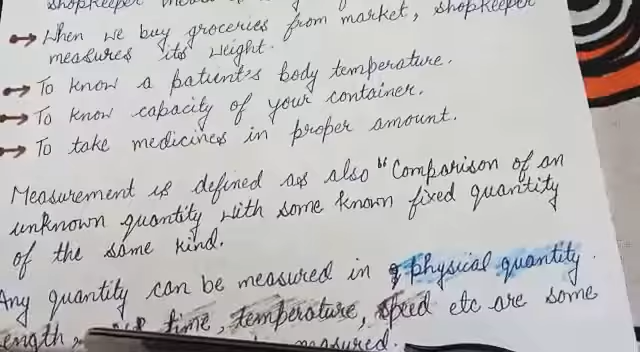 shopkeeper
→ When we buy groceries from market, shopkeeper
measures its weight.
→ To know a patient's body temperature.
→ To know capacity of your container.
→ To take medicines in proper amount.
Measurement is defined as also "Comparison of an
unknown quantity with some known fixed quantity
of the same kind.
Any quantity can be measured in physical quantity.
time, temperature, speed etc are some
measured.